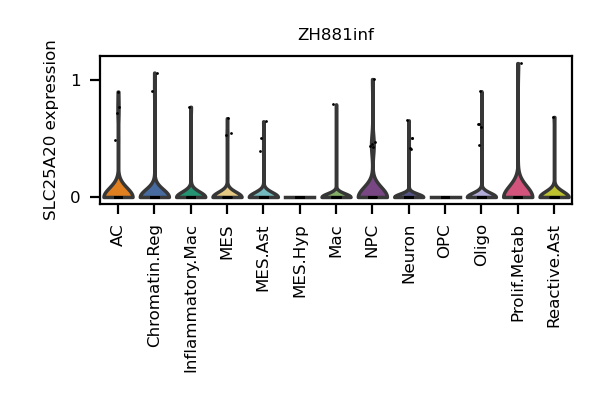 ZH881inf
SLC25A20 expression
1
0
AC
Chromatin.Reg
Inflammatory.Mac
MES
MES.Ast
MES.Hyp
Mac
NPC
Neuron
OPC
Oligo
Prolif.Metab
Reactive.Ast